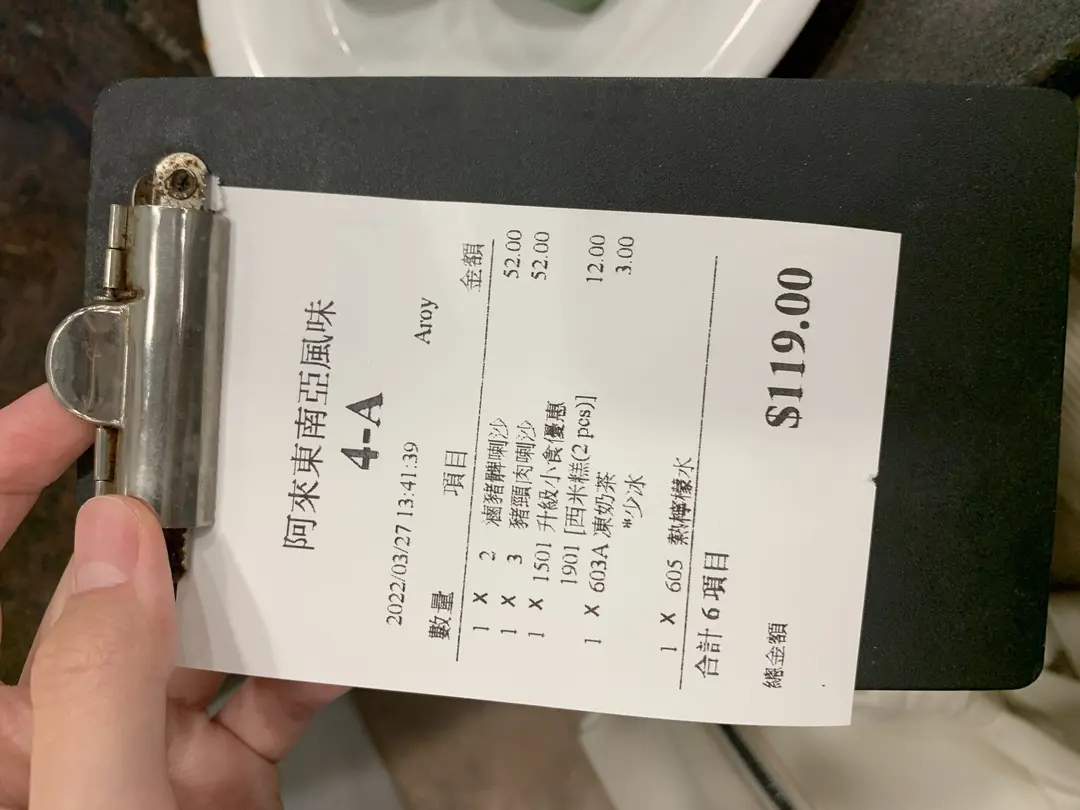 阿來東南亞風味
4-A
2022/03/27 13:41:39 Aroy
數量 項目 金額
1 X 2 滷豬髀喇沙 52.00
1 X 3 豬頸肉喇沙 52.00
1 X 1501 升級小食優惠
1901 [西米糕(2 pcs)] 12.00
1 X 603A 凍奶茶 3.00
*少冰
1 X 605 熱檸檬水
合計 6 項目
總金額 $119.00